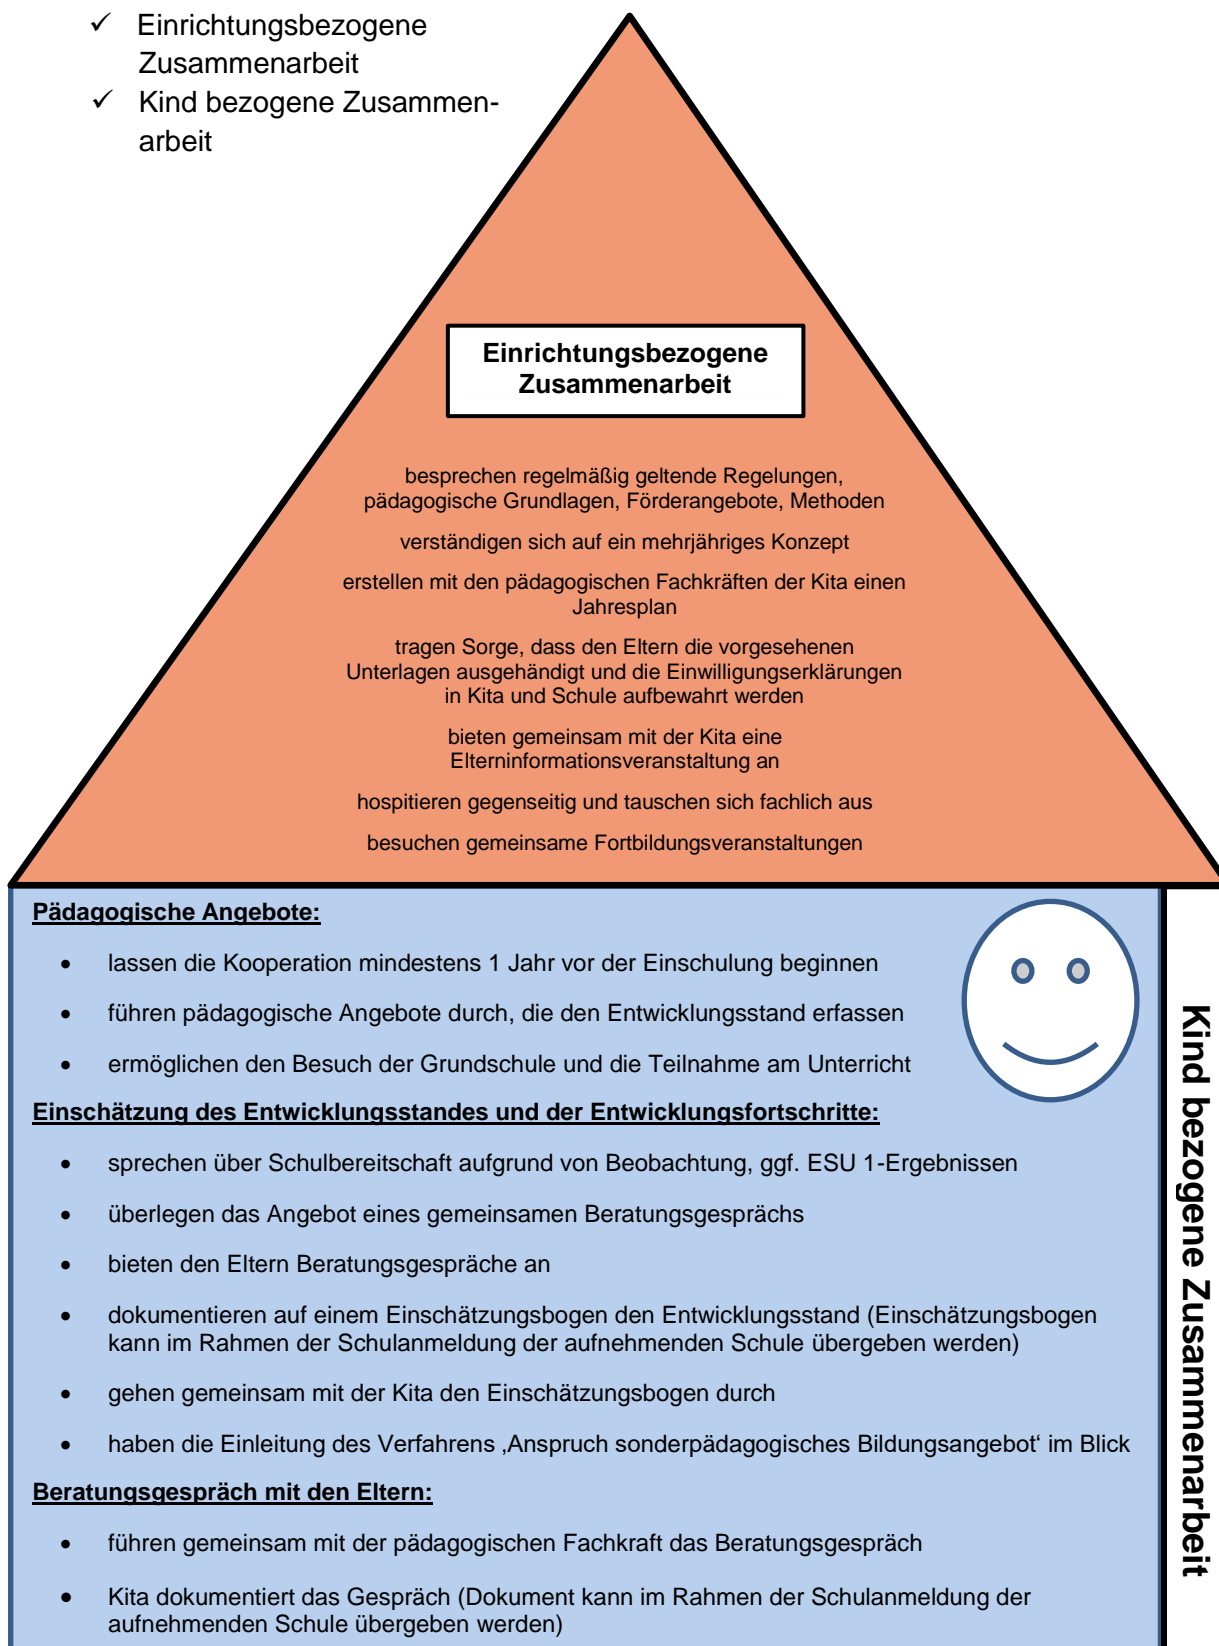 ✓ Einrichtungsbezogene
Zusammenarbeit
✓ Kind bezogene Zusammen-
arbeit
Einrichtungsbezogene
Zusammenarbeit
besprechen regelmäßig geltende Regelungen,
pädagogische Grundlagen, Förderangebote, Methoden
verständigen sich auf ein mehrjähriges Konzept
erstellen mit den pädagogischen Fachkräften der Kita einen
Jahresplan
tragen Sorge, dass den Eltern die vorgesehenen
Unterlagen ausgehändigt und die Einwilligungserklärungen
in Kita und Schule aufbewahrt werden
bieten gemeinsam mit der Kita eine
Elterninformationsveranstaltung an
hospitieren gegenseitig und tauschen sich fachlich aus
besuchen gemeinsame Fortbildungsveranstaltungen
Pädagogische Angebote:
• lassen die Kooperation mindestens 1 Jahr vor der Einschulung beginnen
• führen pädagogische Angebote durch, die den Entwicklungsstand erfassen
• ermöglichen den Besuch der Grundschule und die Teilnahme am Unterricht
Einschätzung des Entwicklungsstandes und der Entwicklungsfortschritte:
• sprechen über Schulbereitschaft aufgrund von Beobachtung, ggf. ESU 1-Ergebnissen
• überlegen das Angebot eines gemeinsamen Beratungsgesprächs
• bieten den Eltern Beratungsgespräche an
• dokumentieren auf einem Einschätzungsbogen den Entwicklungsstand (Einschätzungsbogen
kann im Rahmen der Schulanmeldung der aufnehmenden Schule übergeben werden)
• gehen gemeinsam mit der Kita den Einschätzungsbogen durch
• haben die Einleitung des Verfahrens ‚Anspruch sonderpädagogisches Bildungsangebot‘ im Blick
Beratungsgespräch mit den Eltern:
• führen gemeinsam mit der pädagogischen Fachkraft das Beratungsgespräch
• Kita dokumentiert das Gespräch (Dokument kann im Rahmen der Schulanmeldung der
aufnehmenden Schule übergeben werden)
Kind bezogene Zusammenarbeit